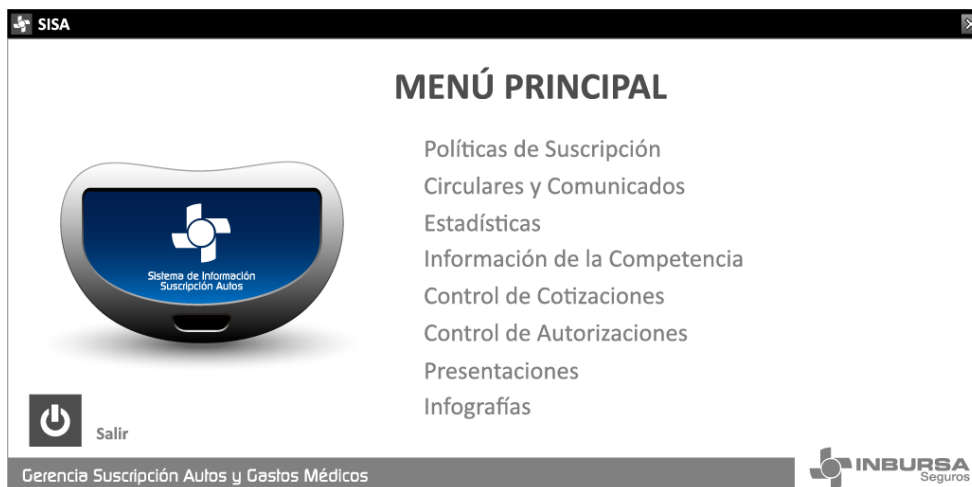 SISA
MENÚ PRINCIPAL
Políticas de Suscripción
Circulares y Comunicados
Estadísticas
Información de la Competencia
Control de Cotizaciones
Control de Autorizaciones
Presentaciones
Infografías
Sistema de Información
Suscripción Autos
Salir
Gerencia Suscripción Autos y Gastos Médicos
INBURSA
Seguros